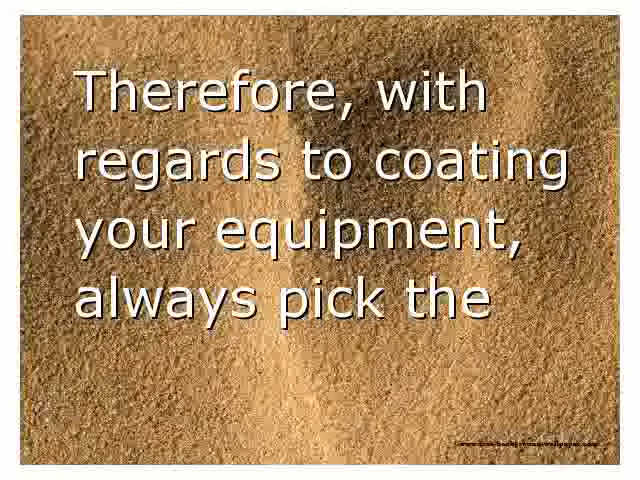 Therefore, with
regards to coating
your equipment,
always pick the